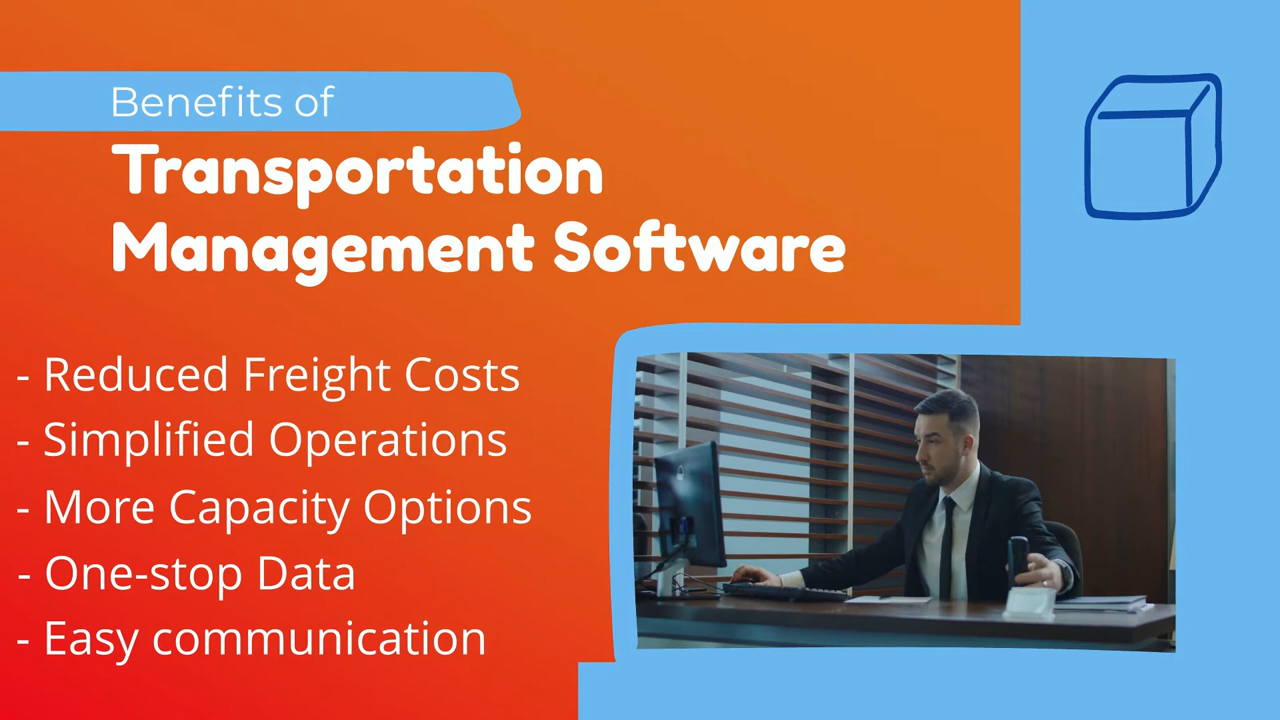 Benefits of
Transportation
Management Software
- Reduced Freight Costs
- Simplified Operations
- More Capacity Options
- One-stop Data
- Easy communication